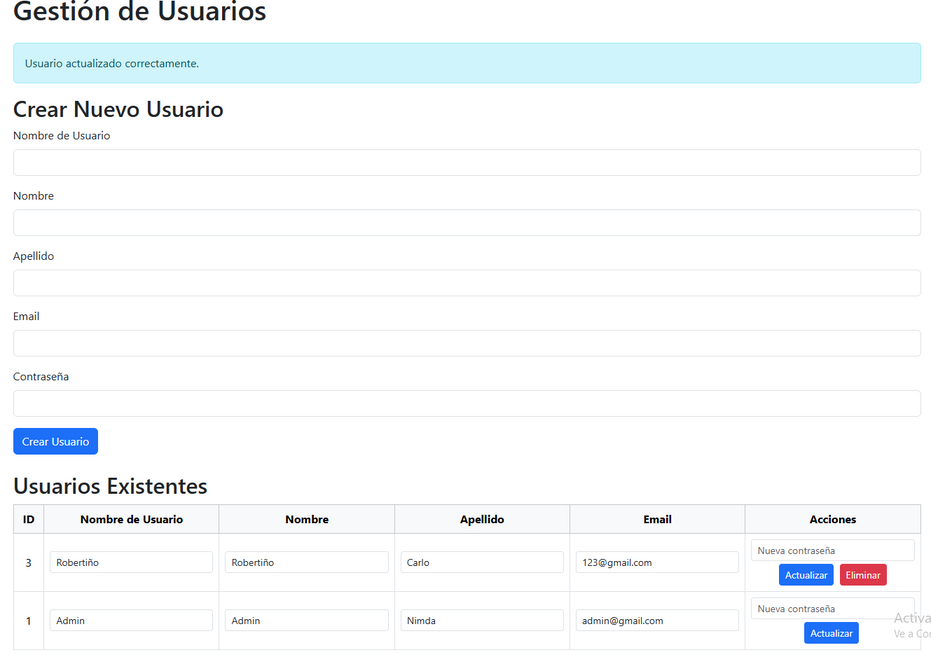 Gestión de Usuarios
Usuario actualizado correctamente.
Crear Nuevo Usuario
Nombre de Usuario
Nombre
Apellido
Email
Contraseña
Crear Usuario
Usuarios Existentes
ID Nombre de Usuario Nombre Apellido Email Acciones
3 Robertiño Robertiño Carlo 123@gmail.com Nueva contraseña
Actualizar Eliminar
1 Admin Admin Nimda admin@gmail.com Nueva contraseña
Actualizar
Activa
Ve a Con